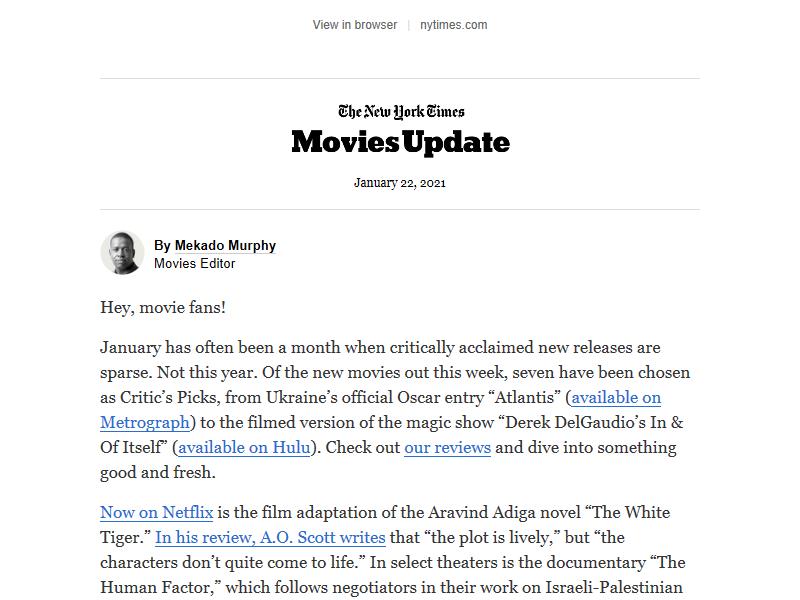 View in browser | nytimes.com
The New York Times
Movies Update
January 22, 2021
By Mekado Murphy
Movies Editor
Hey, movie fans!
January has often been a month when critically acclaimed new releases are
sparse. Not this year. Of the new movies out this week, seven have been chosen
as Critic’s Picks, from Ukraine’s official Oscar entry “Atlantis” (available on
Metrograph) to the filmed version of the magic show “Derek DelGaudio’s In &
Of Itself” (available on Hulu). Check out our reviews and dive into something
good and fresh.
Now on Netflix is the film adaptation of the Aravind Adiga novel “The White
Tiger.” In his review, A.O. Scott writes that “the plot is lively,” but “the
characters don’t quite come to life.” In select theaters is the documentary “The
Human Factor,” which follows negotiators in their work on Israeli-Palestinian